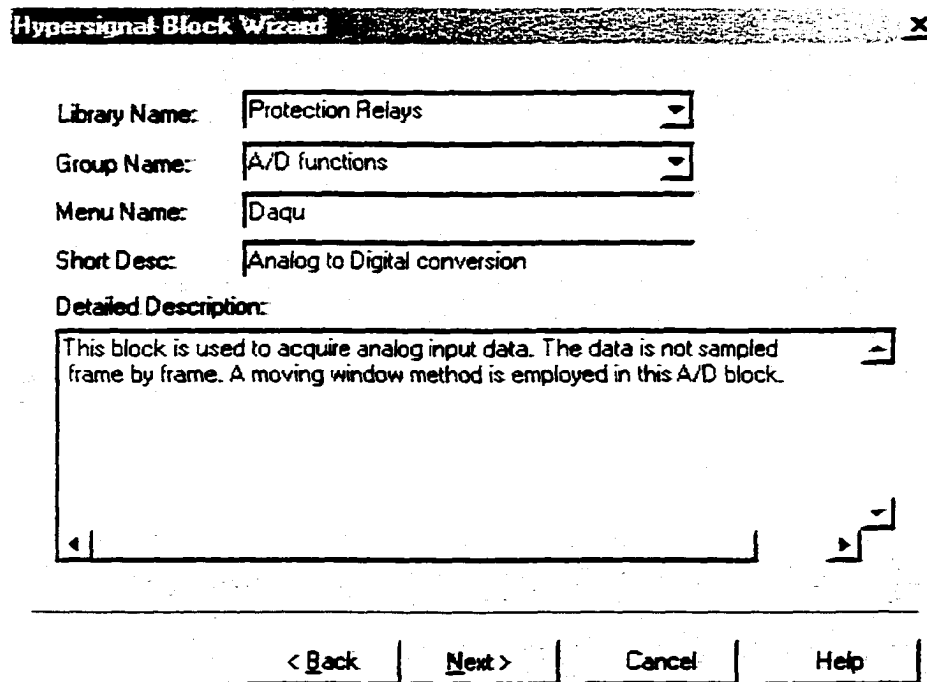 Hypersignal Block Wizard
Library Name: Protection Relays
Group Name: A/D functions
Menu Name: Daqu
Short Desc: Analog to Digital conversion
Detailed Description:
This block is used to acquire analog input data. The data is not sampled
frame by frame. A moving window method is employed in this A/D block.
< Back Next > Cancel Help